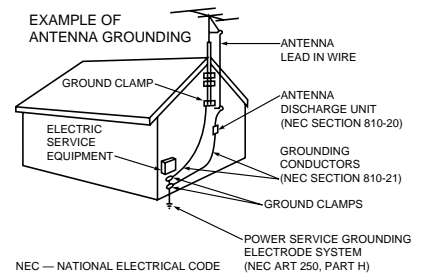 EXAMPLE OF
ANTENNA GROUNDING
ANTENNA
LEAD IN WIRE
GROUND CLAMP
ANTENNA
DISCHARGE UNIT
(NEC SECTION 810-20)
ELECTRIC
SERVICE
EQUIPMENT
GROUNDING
CONDUCTORS
(NEC SECTION 810-21)
GROUND CLAMPS
POWER SERVICE GROUNDING
ELECTRODE SYSTEM
(NEC ART 250, PART H)
NEC — NATIONAL ELECTRICAL CODE